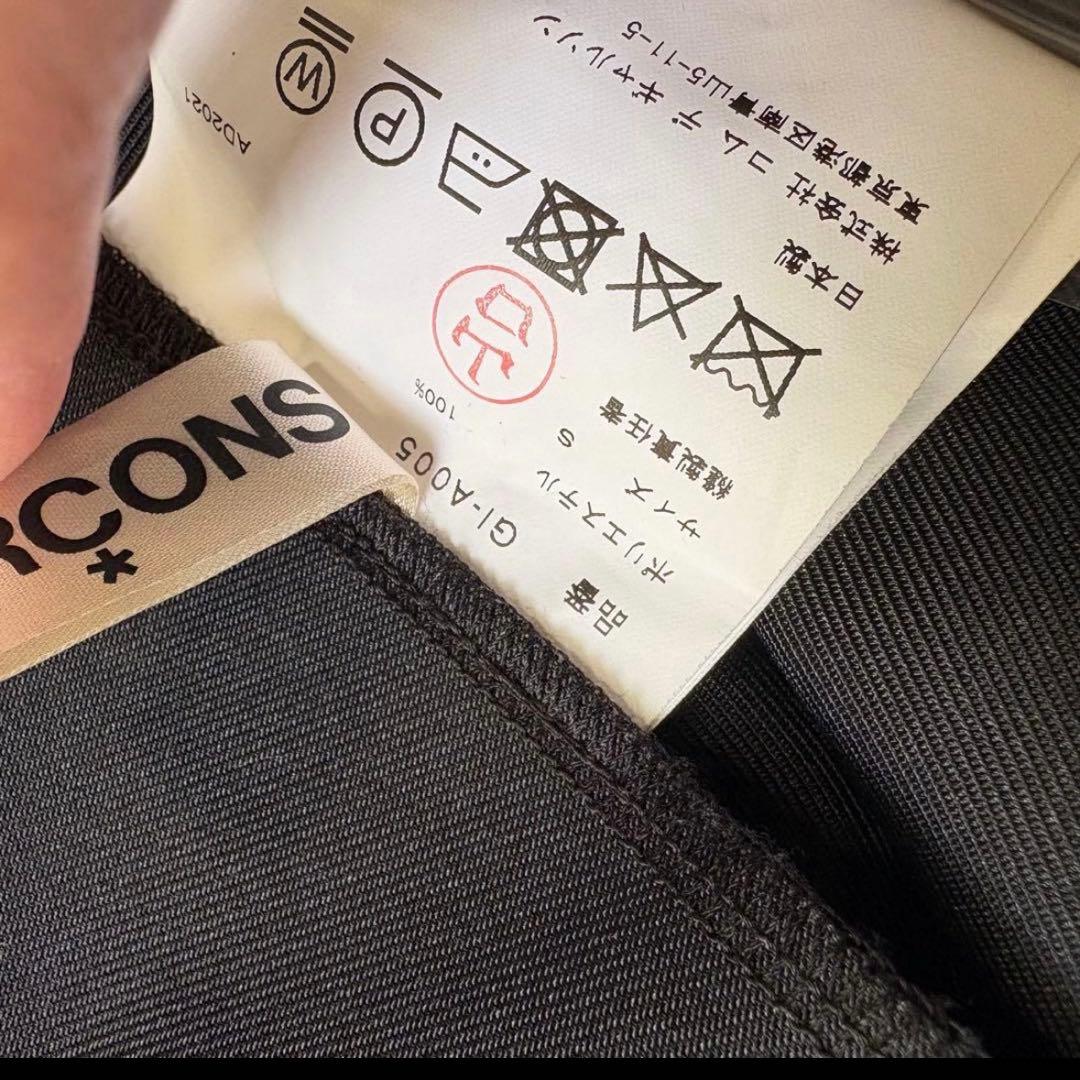 RCONS
*
品番 GI-A005
ポリエステル 100%
サイズ S
縫製責任者
日本製
株式会社 コム デ ギャルソン
東京都港区南青山5-11-5
P
W
AD2021